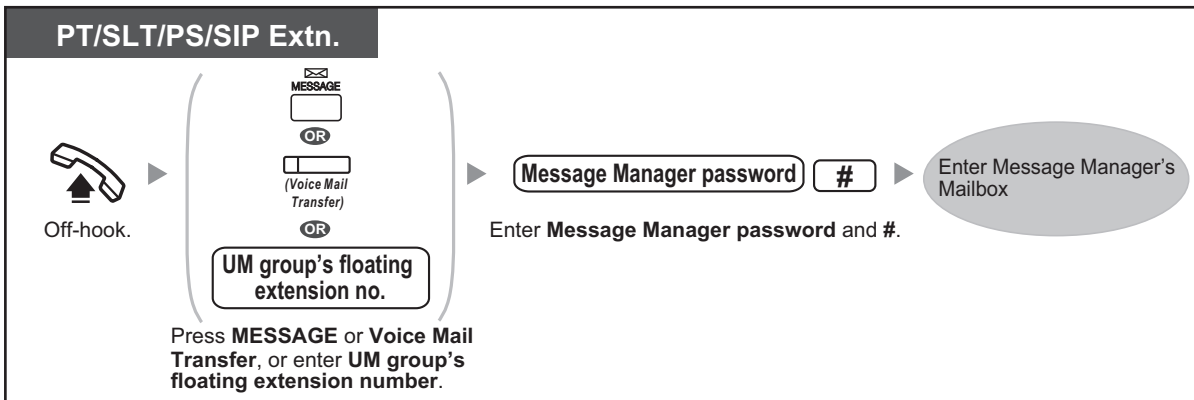 PT/SLT/PS/SIP Extn.
MESSAGE
OR
(Voice Mail
Transfer)
OR
UM group's floating
extension no.
Off-hook.
Press MESSAGE or Voice Mail
Transfer, or enter UM group's
floating extension number.
Message Manager password #
Enter Message Manager password and #.
Enter Message Manager's
Mailbox